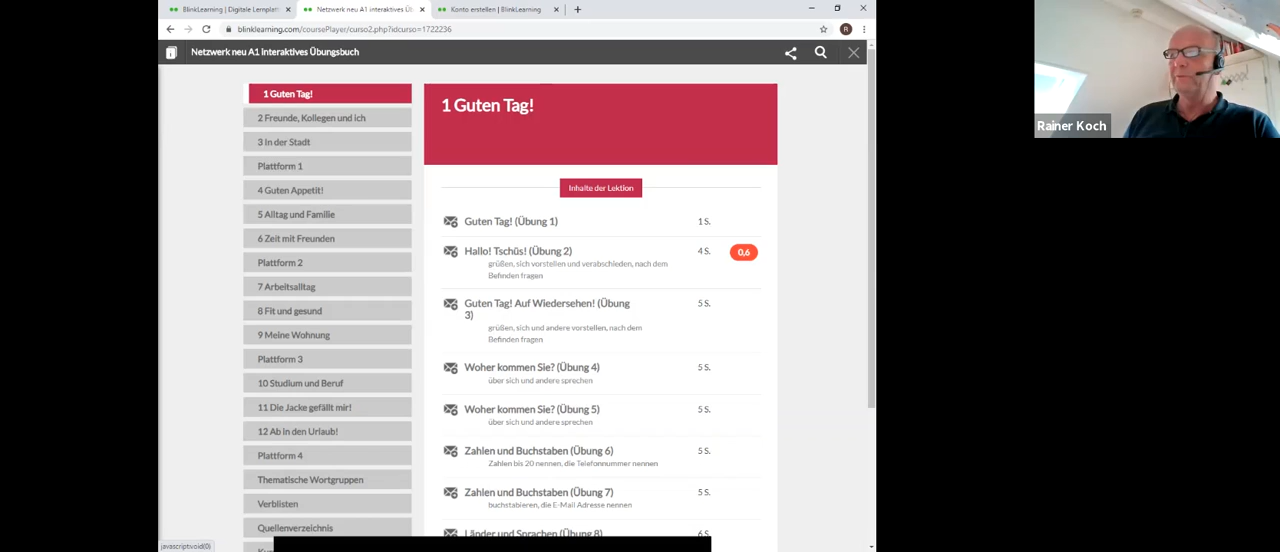 BlinkLearning | Digitale Lernplatt
Netzwerk neu A1 interaktives Üb
Konto erstellen | BlinkLearning
blinklearning.com/coursePlayer/curso2.php?idcurso=1722236
R
Netzwerk neu A1 interaktives Übungsbuch
1 Guten Tag!
2 Freunde, Kollegen und ich
3 In der Stadt
Plattform 1
4 Guten Appetit!
5 Alltag und Familie
6 Zeit mit Freunden
Plattform 2
7 Arbeitsalltag
8 Fit und gesund
9 Meine Wohnung
Plattform 3
10 Studium und Beruf
11 Die Jacke gefällt mir!
12 Ab in den Urlaub!
Plattform 4
Thematische Wortgruppen
Verblisten
Quellenverzeichnis
1 Guten Tag!
Inhalte der Lektion
Guten Tag! (Übung 1) 1 S.
Hallo! Tschüs! (Übung 2) 4 S. 0,6
grüßen, sich vorstellen und verabschieden, nach dem
Befinden fragen
Guten Tag! Auf Wiedersehen! (Übung 5 S.
3)
grüßen, sich und andere vorstellen, nach dem
Befinden fragen
Woher kommen Sie? (Übung 4) 5 S.
über sich und andere sprechen
Woher kommen Sie? (Übung 5) 5 S.
über sich und andere sprechen
Zahlen und Buchstaben (Übung 6) 5 S.
Zahlen bis 20 nennen, die Telefonnummer nennen
Zahlen und Buchstaben (Übung 7) 5 S.
buchstabieren, die E-Mail Adresse nennen
Länder und Sprachen (Übung 8) 6 S.
javascript:void(0)
Rainer Koch